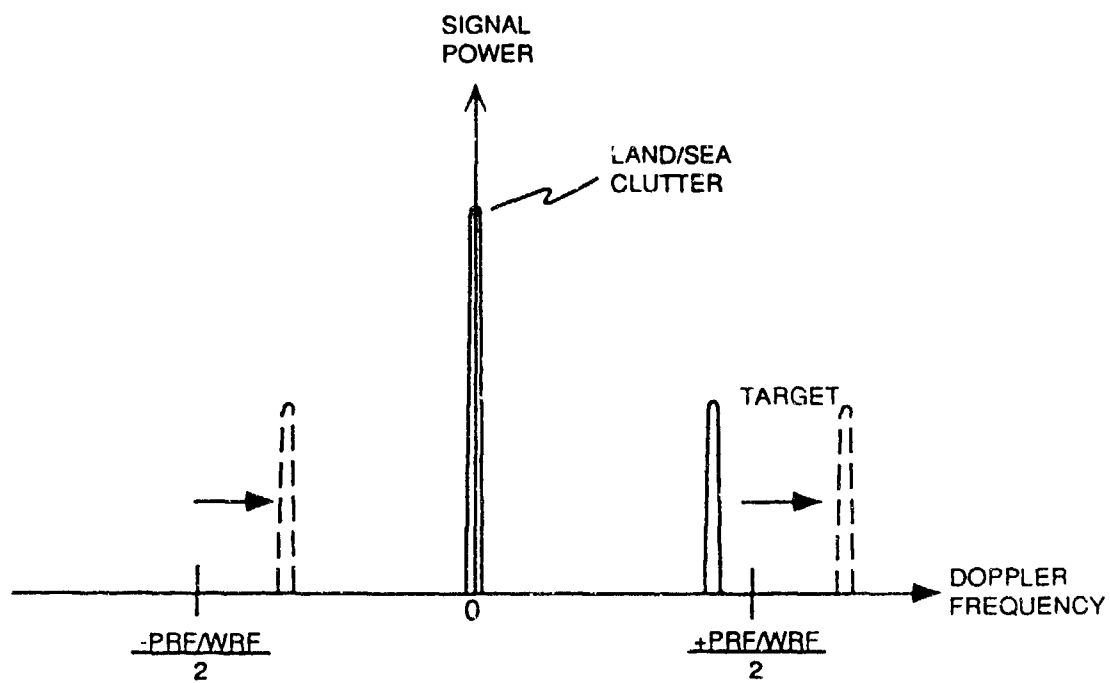 SIGNAL
POWER
LAND/SEA
CLUTTER
TARGET
0
DOPPLER
FREQUENCY
-PRF/WRF
2
+PRF/WRF
2